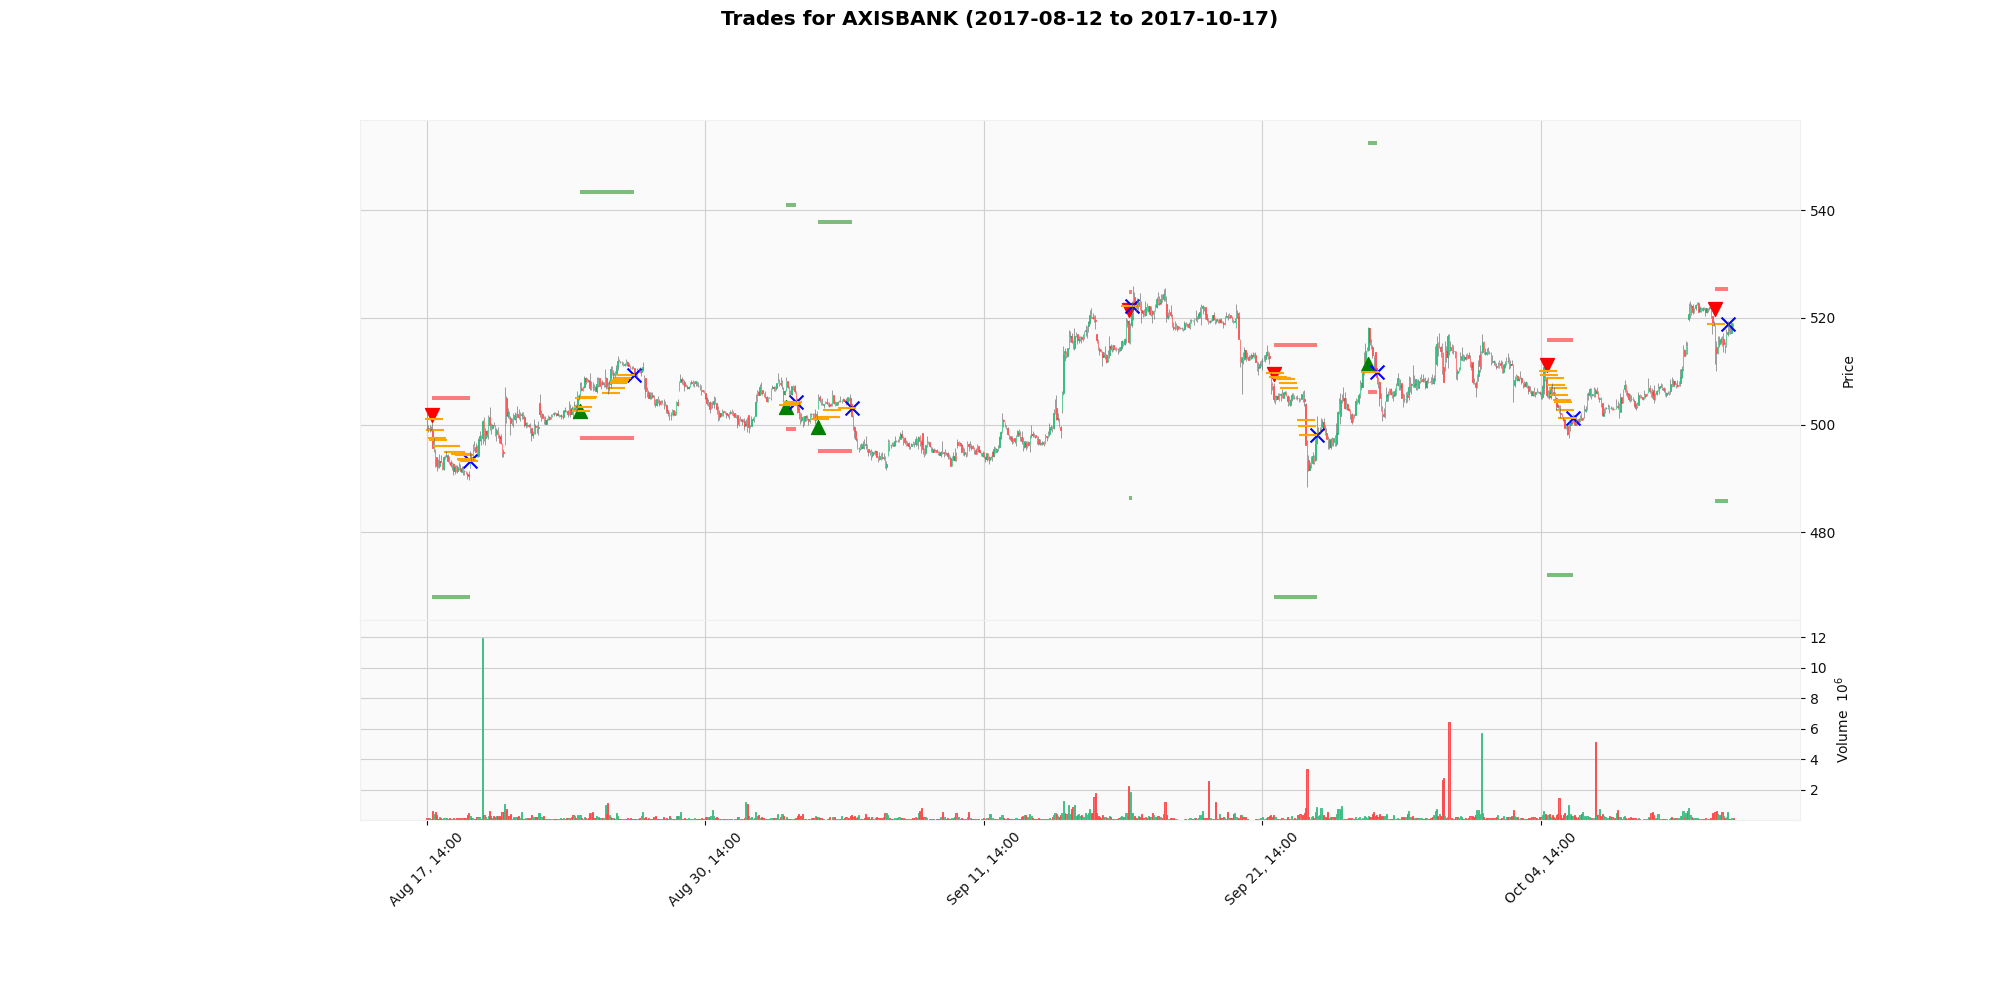 Trades for AXISBANK (2017-08-12 to 2017-10-17)
540
520
500
480
Price
12
10
8
6
4
2
Volume 10^6
Aug 17, 14:00
Aug 30, 14:00
Sep 11, 14:00
Sep 21, 14:00
Oct 04, 14:00